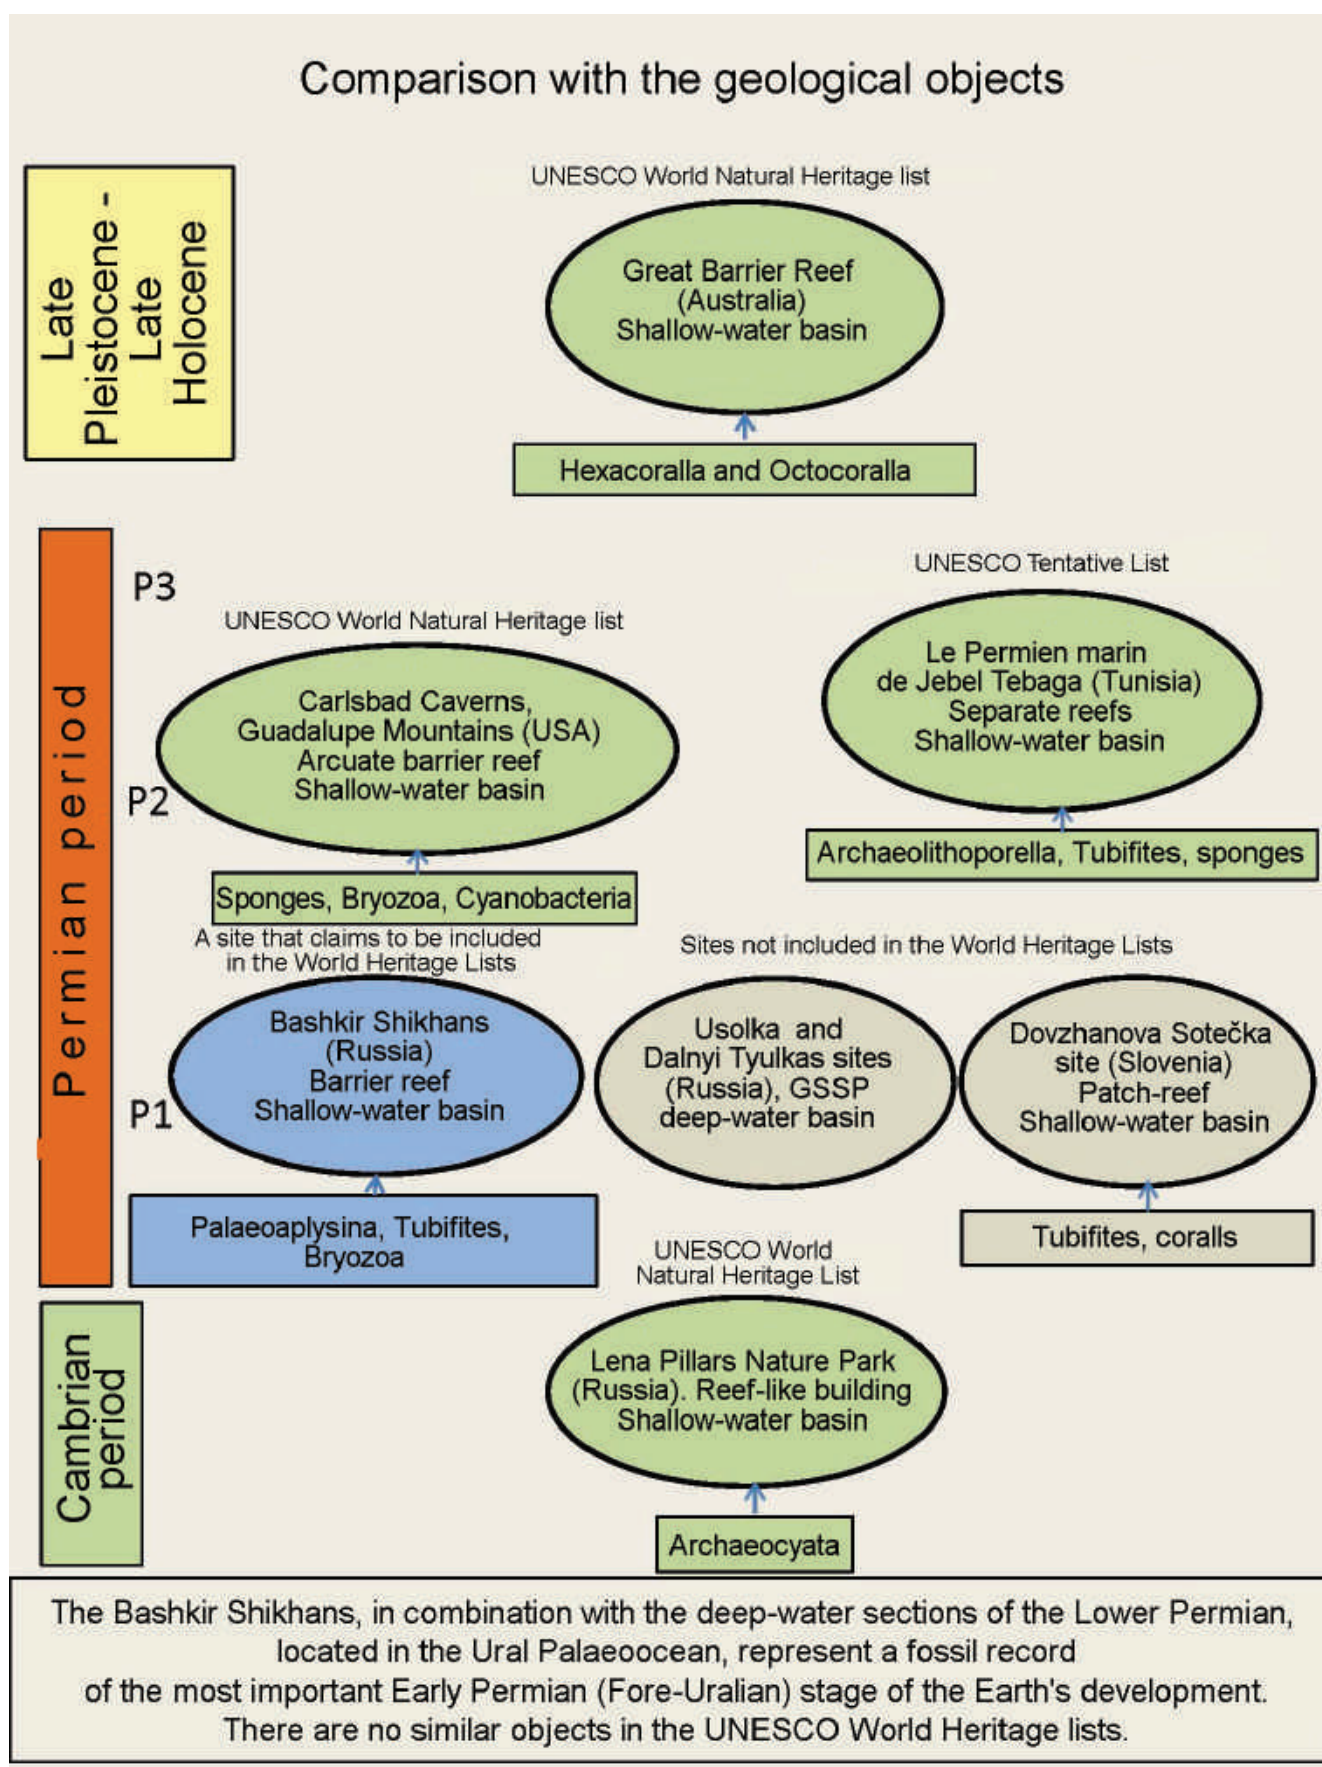 Comparison with the geological objects
Late
Pleistocene -
Late
Holocene
UNESCO World Natural Heritage list
Great Barrier Reef
(Australia)
Shallow-water basin
Hexacoralla and Octocoralla
Permian period
P3
UNESCO Tentative List
Le Permien marin
de Jebel Tebaga (Tunisia)
Separate reefs
Shallow-water basin
Archaeolithoporella, Tubifites, sponges
UNESCO World Natural Heritage list
Carlsbad Caverns,
Guadalupe Mountains (USA)
Arcuate barrier reef
Shallow-water basin
P2
Sponges, Bryozoa, Cyanobacteria
A site that claims to be included
in the World Heritage Lists
Bashkir Shikhans
(Russia)
Barrier reef
Shallow-water basin
P1
Palaeoaplysina, Tubifites,
Bryozoa
Sites not included in the World Heritage Lists
Usolka and
Dalnyi Tyulkas sites
(Russia), GSSP
deep-water basin
Dovzhanova Sotečka
site (Slovenia)
Patch-reef
Shallow-water basin
Tubifites, coralls
Cambrian
period
UNESCO World
Natural Heritage List
Lena Pillars Nature Park
(Russia). Reef-like building
Shallow-water basin
Archaeocyata
The Bashkir Shikhans, in combination with the deep-water sections of the Lower Permian,
located in the Ural Palaeoocean, represent a fossil record
of the most important Early Permian (Fore-Uralian) stage of the Earth's development.
There are no similar objects in the UNESCO World Heritage lists.